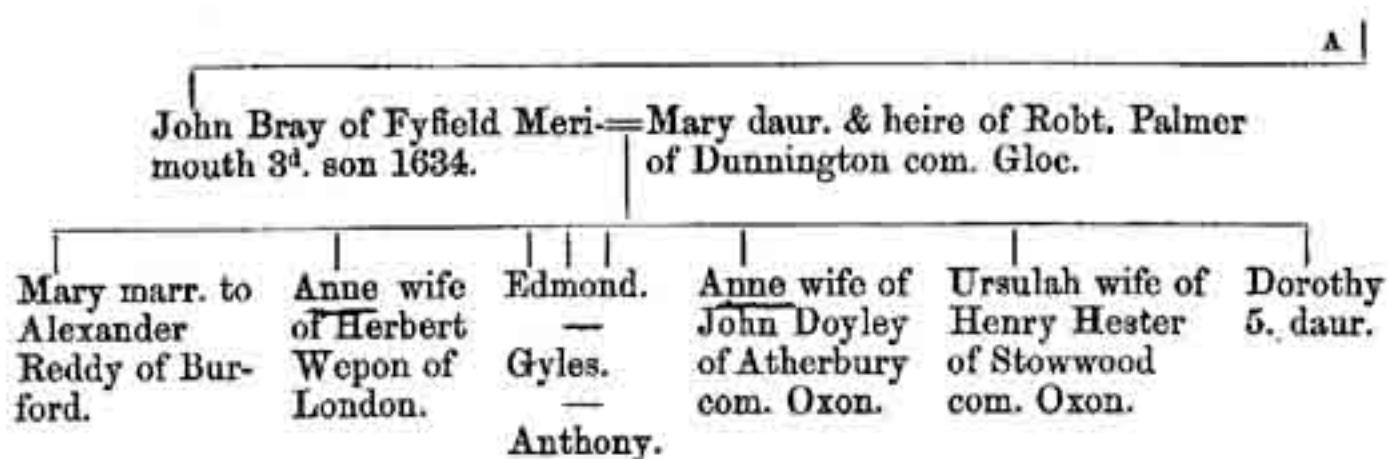 A
John Bray of Fyfield Meri-
mouth 3d. son 1634.
Mary daur. & heire of Robt. Palmer
of Dunnington com. Gloc.
Mary marr. to
Alexander
Reddy of Bur-
ford.
Anne wife
of Herbert
Wepon of
London.
Edmond.
—
Gyles.
—
Anthony.
Anne wife of
John Doyley
of Atherbury
com. Oxon.
Ursulah wife of
Henry Hester
of Stowwood
com. Oxon.
Dorothy
5. daur.